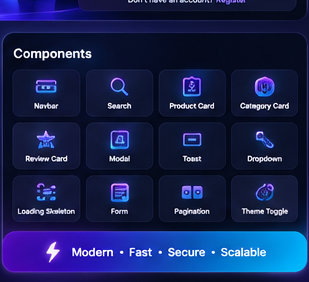 Don't have an account? Register
Components
Navbar
Search
Product Card
Category Card
Review Card
Modal
Toast
Dropdown
Loading Skeleton
Form
Pagination
Theme Toggle
Modern • Fast • Secure • Scalable